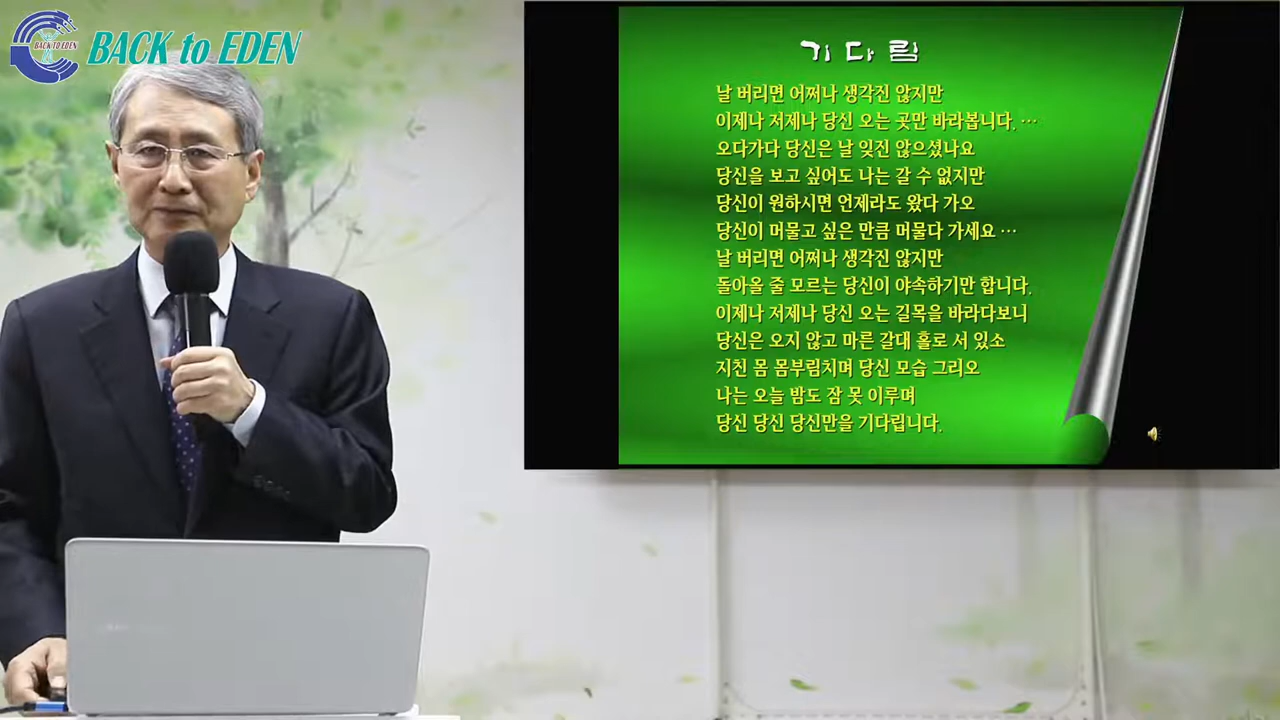 BACK TO EDEN
BACK to EDEN
기다림
날 버리면 어쩌나 생각진 않지만
이제나 저제나 당신 오는 곳만 바라봅니다. …
오다가다 당신은 날 잊진 않으셨나요
당신을 보고 싶어도 나는 갈 수 없지만
당신이 원하시면 언제라도 왔다 가오
당신이 머물고 싶은 만큼 머물다 가세요 …
날 버리면 어쩌나 생각진 않지만
돌아올 줄 모르는 당신이 야속하기만 합니다.
이제나 저제나 당신 오는 길목을 바라다보니
당신은 오지 않고 마른 갈대 홀로 서 있소
지친 몸 몸부림치며 당신 모습 그리오
나는 오늘 밤도 잠 못 이루며
당신 당신 당신만을 기다립니다.